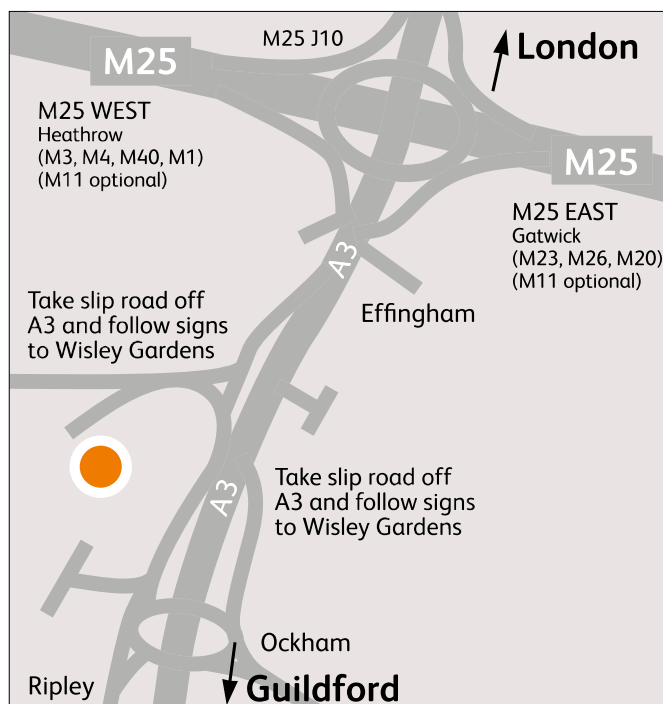 M25 J10
London
M25
M25 WEST
Heathrow
(M3, M4, M40, M1)
(M11 optional)
M25
M25 EAST
Gatwick
(M23, M26, M20)
(M11 optional)
A3
Effingham
Take slip road off
A3 and follow signs
to Wisley Gardens
A3
Take slip road off
A3 and follow signs
to Wisley Gardens
Ockham
Ripley
Guildford